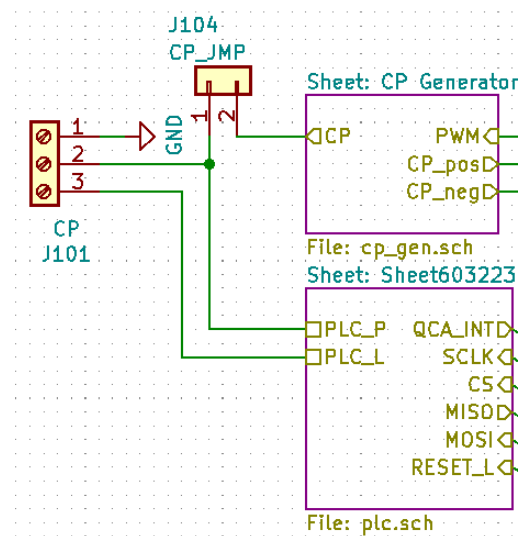 J104
CP_JMP
1
2
GND
1
2
3
CP
J101
Sheet: CP Generator
CP
PWM
CP_pos
CP_neg
File: cp_gen.sch
Sheet: Sheet603223
PLC_P
QCA_INT
PLC_L
SCLK
CS
MISO
MOSI
RESET_L
File: plc.sch